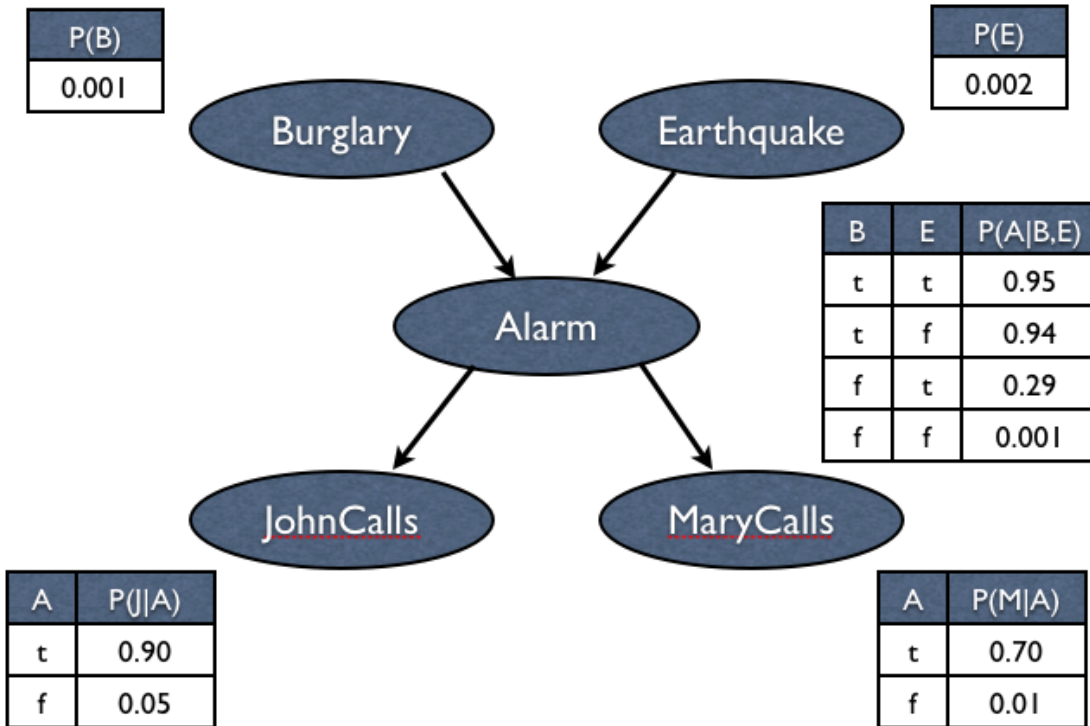 P(B)
0.001
P(E)
0.002
Burglary
Earthquake
B E P(A|B,E)
t t 0.95
t f 0.94
f t 0.29
f f 0.001
Alarm
JohnCalls
MaryCalls
A P(J|A)
t 0.90
f 0.05
A P(M|A)
t 0.70
f 0.01